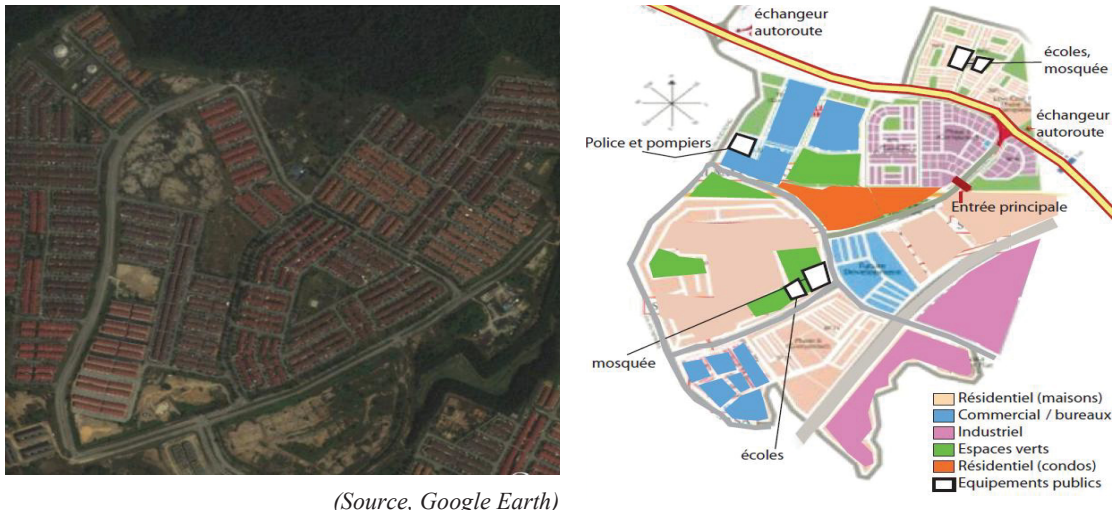 échangeur
autoroute
écoles,
mosquée
échangeur
autoroute
Police et pompiers
Entrée principale
mosquée
écoles
Résidentiel (maisons)
Commercial / bureaux
Industriel
Espaces verts
Résidentiel (condos)
Equipements publics
(Source, Google Earth)